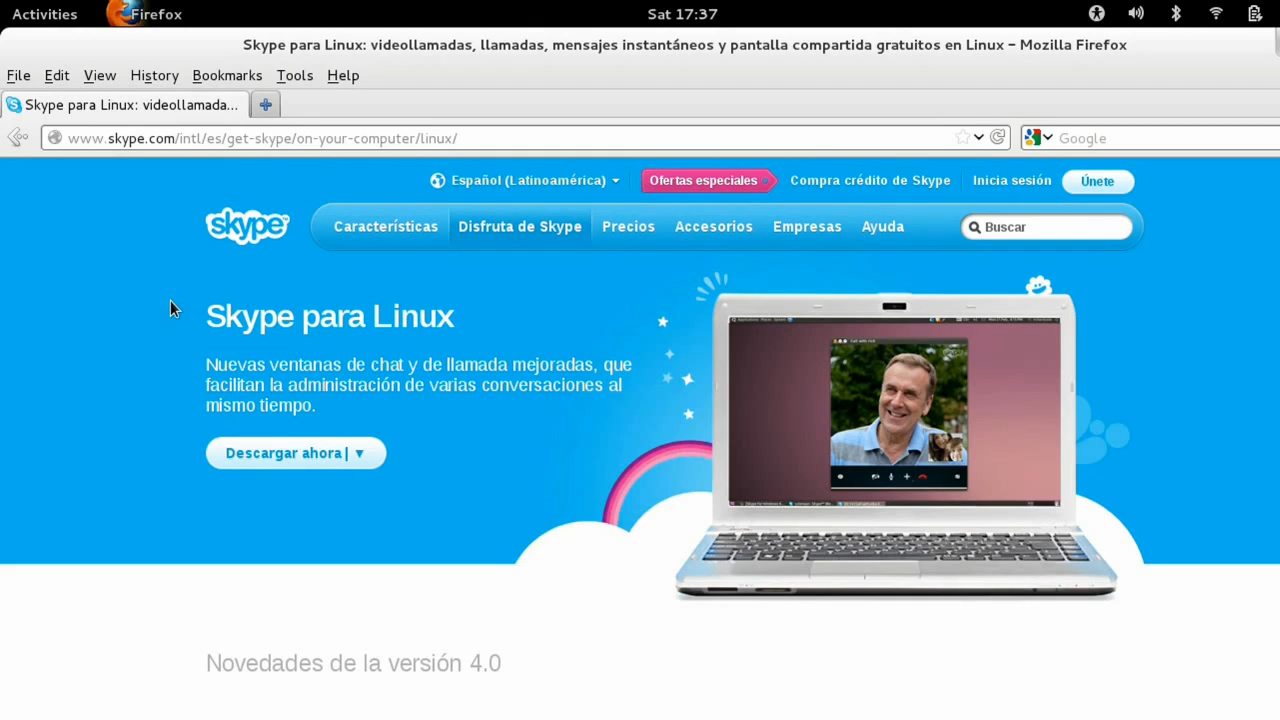 Activities Firefox Sat 17:37
Skype para Linux: videollamadas, llamadas, mensajes instantáneos y pantalla compartida gratuitos en Linux – Mozilla Firefox
File Edit View History Bookmarks Tools Help
Skype para Linux: videollamada...
www.skype.com/intl/es/get-skype/on-your-computer/linux/ Google
Español (Latinoamérica) Ofertas especiales Compra crédito de Skype Inicia sesión Únete
skype Características Disfruta de Skype Precios Accesorios Empresas Ayuda Buscar
Skype para Linux
Nuevas ventanas de chat y de llamada mejoradas, que
facilitan la administración de varias conversaciones al
mismo tiempo.
Descargar ahora| ▼
Novedades de la versión 4.0